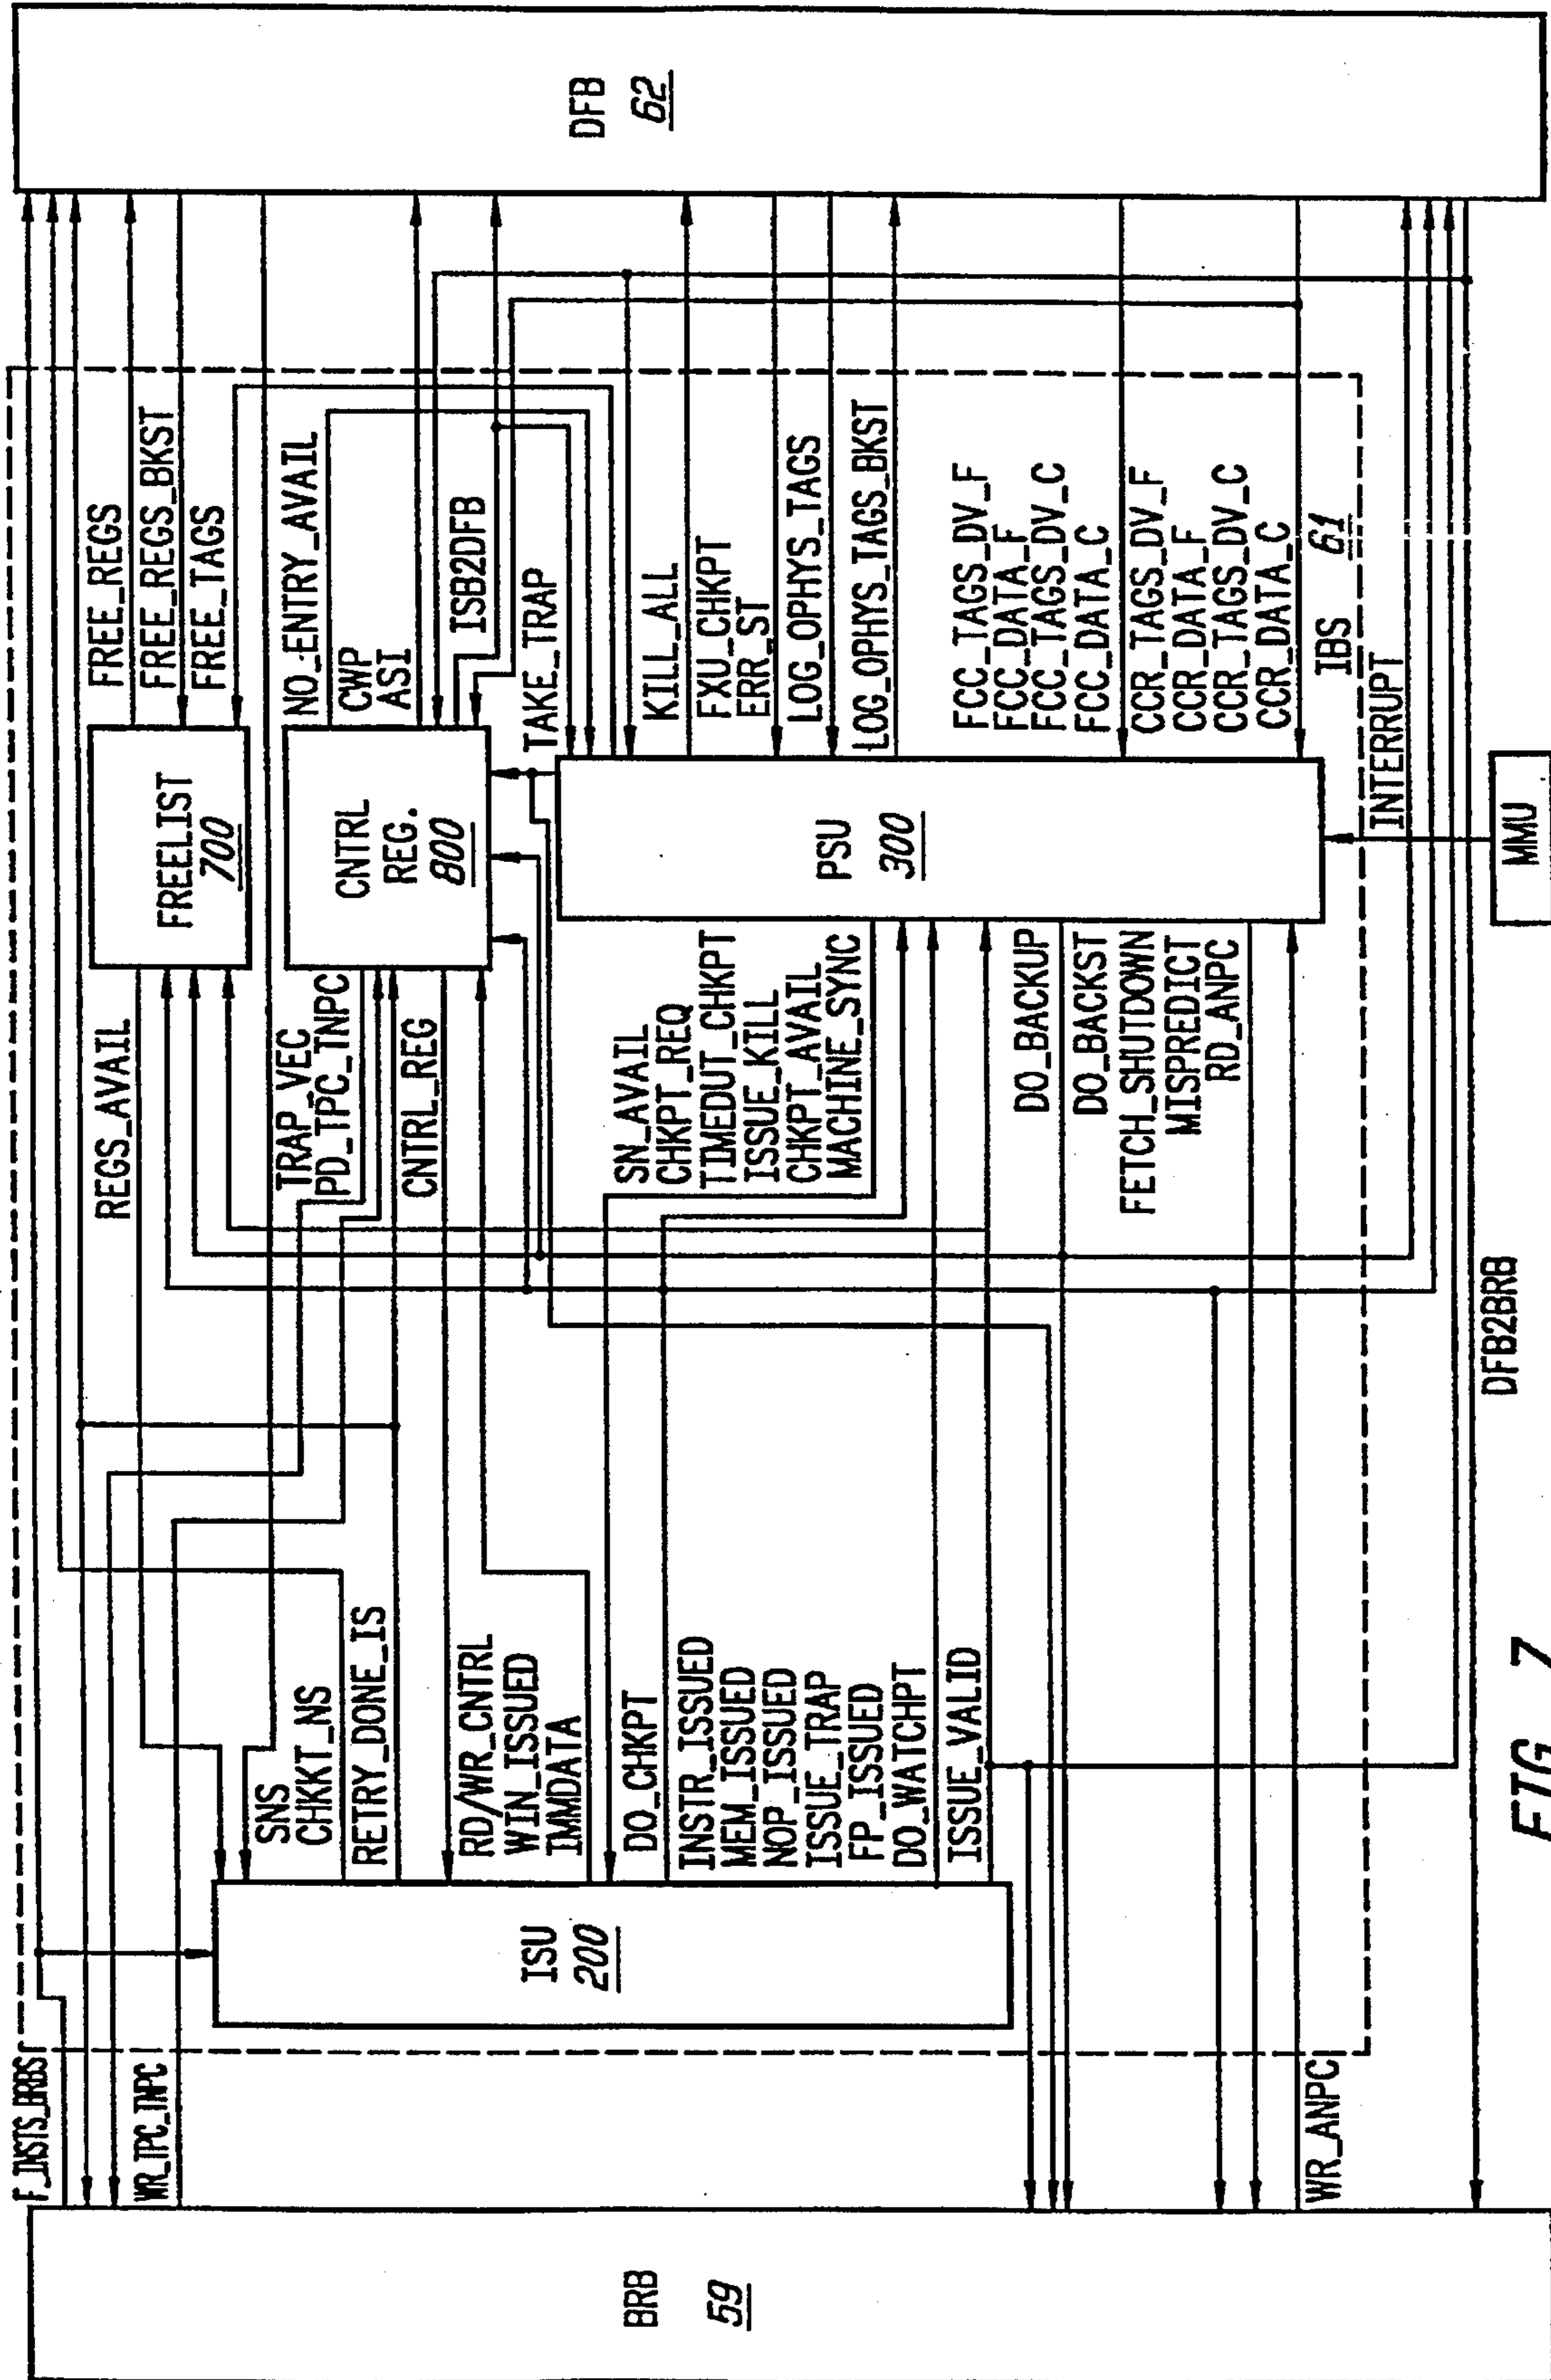 BRB
59
F_INSTS_BRBS
WR_TPC_TNPC
WR_ANPC
ISU
200
SNS
CHKKT_NS
RETRY_DONE_IS
RD/WR_CNTRL
WIN_ISSUED
IMMDATA
DO_CHKPT
INSTR_ISSUED
MEM_ISSUED
NOP_ISSUED
ISSUE_TRAP
FP_ISSUED
DO_WATCHPT
ISSUE_VALID
REGS_AVAIL
TRAP_VEC
PD_TPC_TNPC
CNTRL_REG
SN_AVAIL
CHKPT_REQ
TIMEDUT_CHKPT
ISSUE_KILL
CHKPT_AVAIL
MACHINE_SYNC
DO_BACKUP
DO_BACKST
FETCH_SHUTDOWN
MISPREDICT
RD_ANPC
DFB2BRB
FREELIST
700
CNTRL
REG.
800
PSU
300
MMU
FREE_REGS
FREE_REGS_BKST
FREE_TAGS
NO_ENTRY_AVAIL
CWP
ASI
ISB2DFB
TAKE_TRAP
KILL_ALL
FXU_CHKPT
ERR_ST
LOG_OPHYS_TAGS
LOG_OPHYS_TAGS_BKST
FCC_TAGS_DV_F
FCC_DATA_F
FCC_TAGS_DV_C
FCC_DATA_C
CCR_TAGS_DV_F
CCR_DATA_F
CCR_TAGS_DV_C
CCR_DATA_C
IBS 61
INTERRUPT
DFB
62
FIG. 7